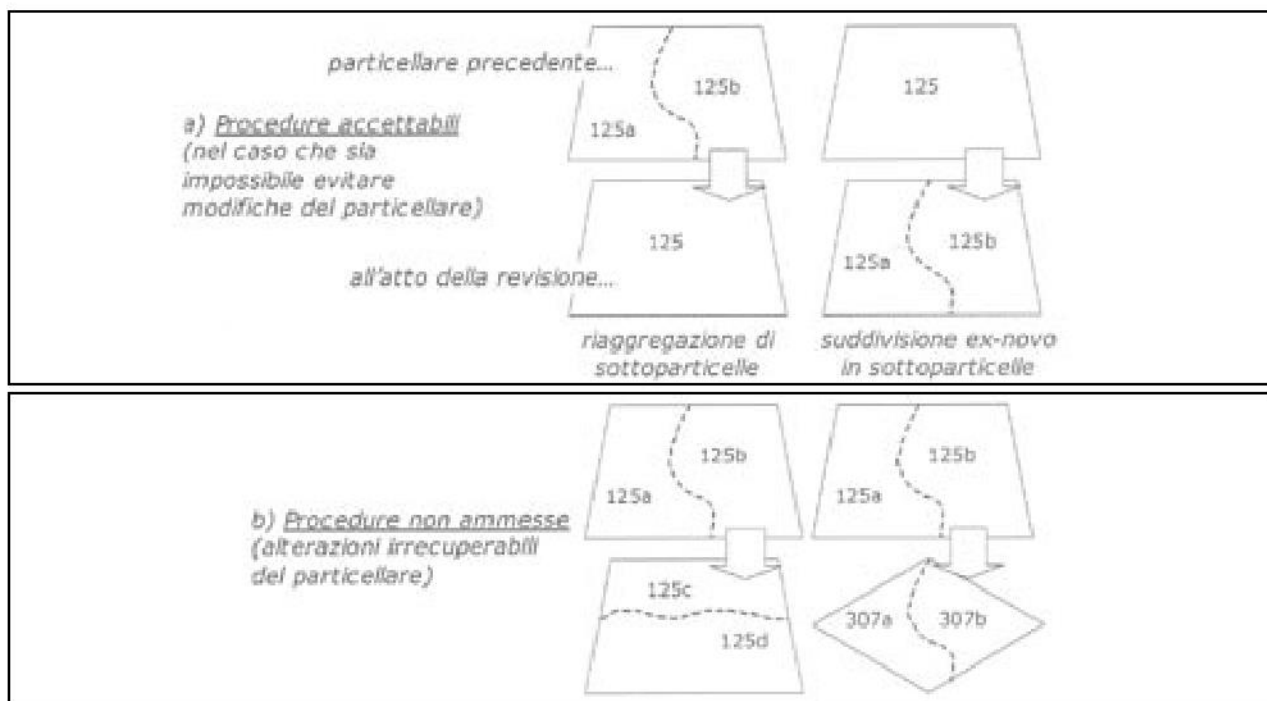 particellare precedente...
125b
125
125a
a) Procedure accettabili
(nel caso che sia
impossibile evitare
modifiche del particellare)
125
125b
125a
all'atto della revisione...
riaggregazione di
sottoparticelle
suddivisione ex-novo
in sottoparticelle
125b
125b
125a
125a
b) Procedure non ammesse
(alterazioni irrecuperabili
del particellare)
125c
307a
307b
125d